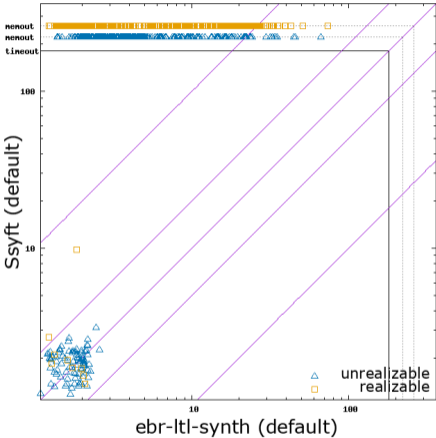 memout
memout
timeout
100
10
Ssyft (default)
unrealizable
realizable
10
100
ebr-ltl-synth (default)